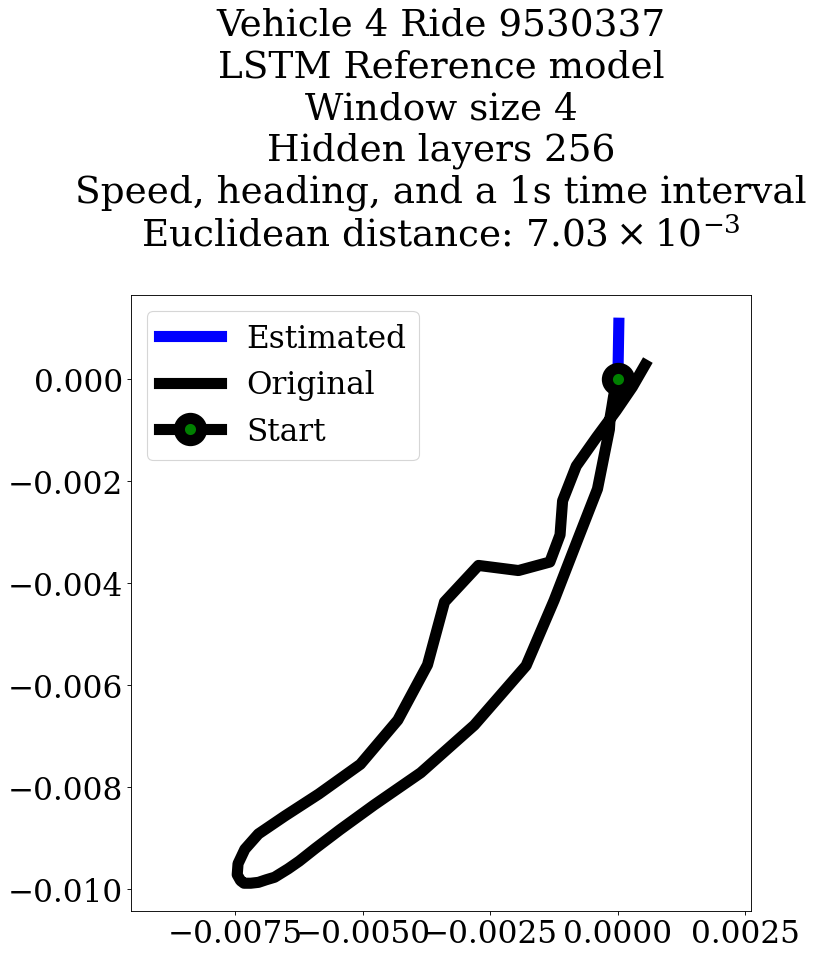 Vehicle 4 Ride 9530337
LSTM Reference model
Window size 4
Hidden layers 256
Speed, heading, and a 1s time interval
Euclidean distance: 7.03 × 10⁻³
Estimated
Original
Start
0.000
−0.002
−0.004
−0.006
−0.008
−0.010
−0.0075 −0.0050 −0.0025 0.0000 0.0025